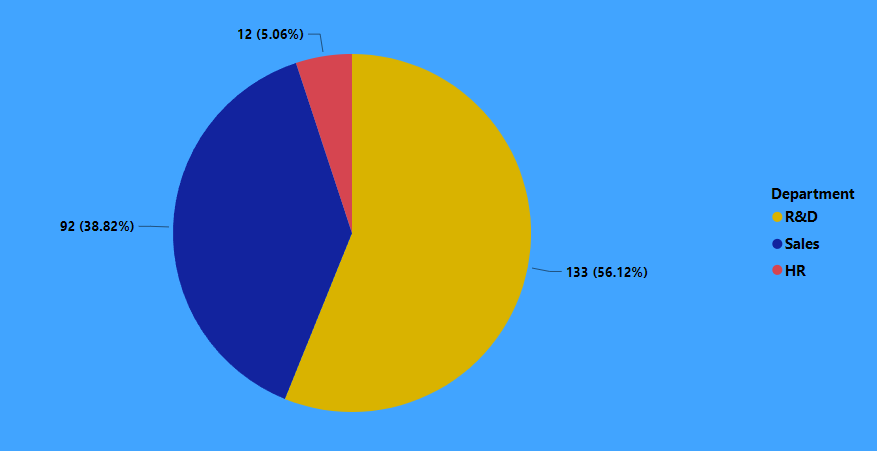 12 (5.06%)
92 (38.82%)
133 (56.12%)
Department
R&D
Sales
HR